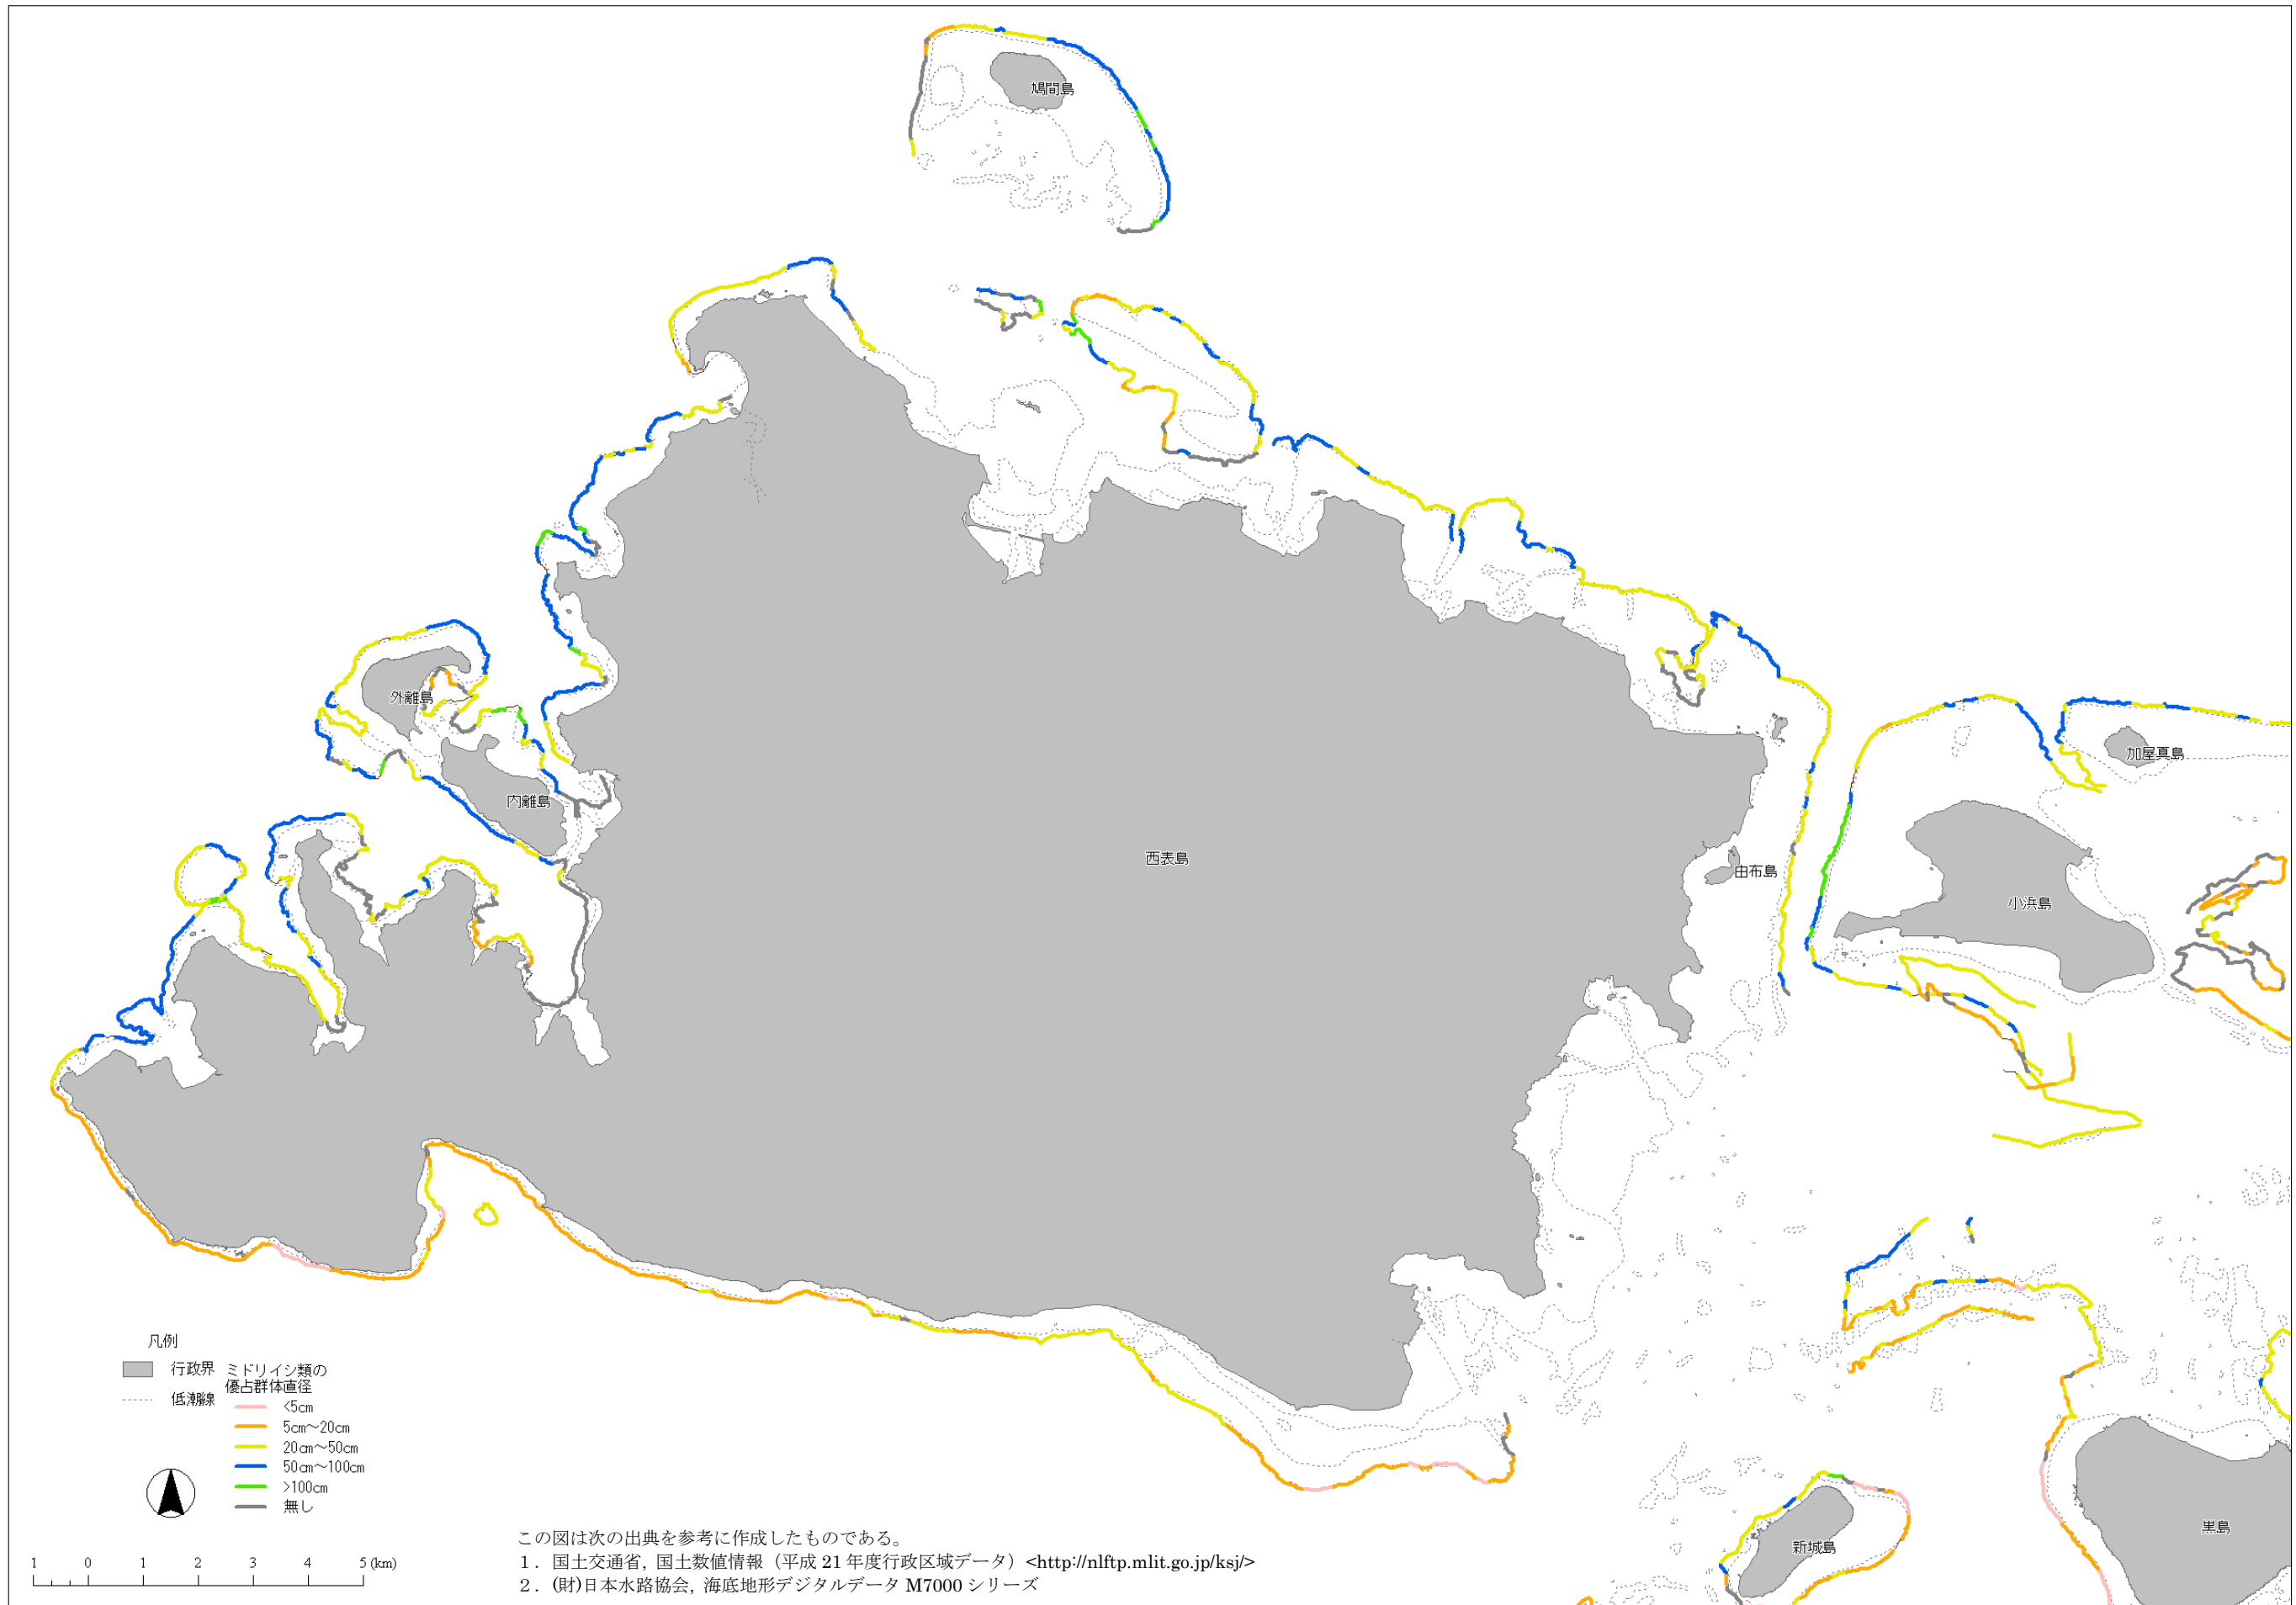 鳩間島
外離島
内離島
西表島
由布島
加屋真島
小浜島
新城島
黒島
凡例
行政界
低潮線
ミドリイシ類の
優占群体直径
<5cm
5cm～20cm
20cm～50cm
50cm～100cm
>100cm
無し
1 0 1 2 3 4 5 (km)
この図は次の出典を参考に作成したものである。
１．国土交通省, 国土数値情報（平成 21 年度行政区域データ）<http://nlftp.mlit.go.jp/ksj/>
２．(財)日本水路協会, 海底地形デジタルデータ M7000 シリーズ